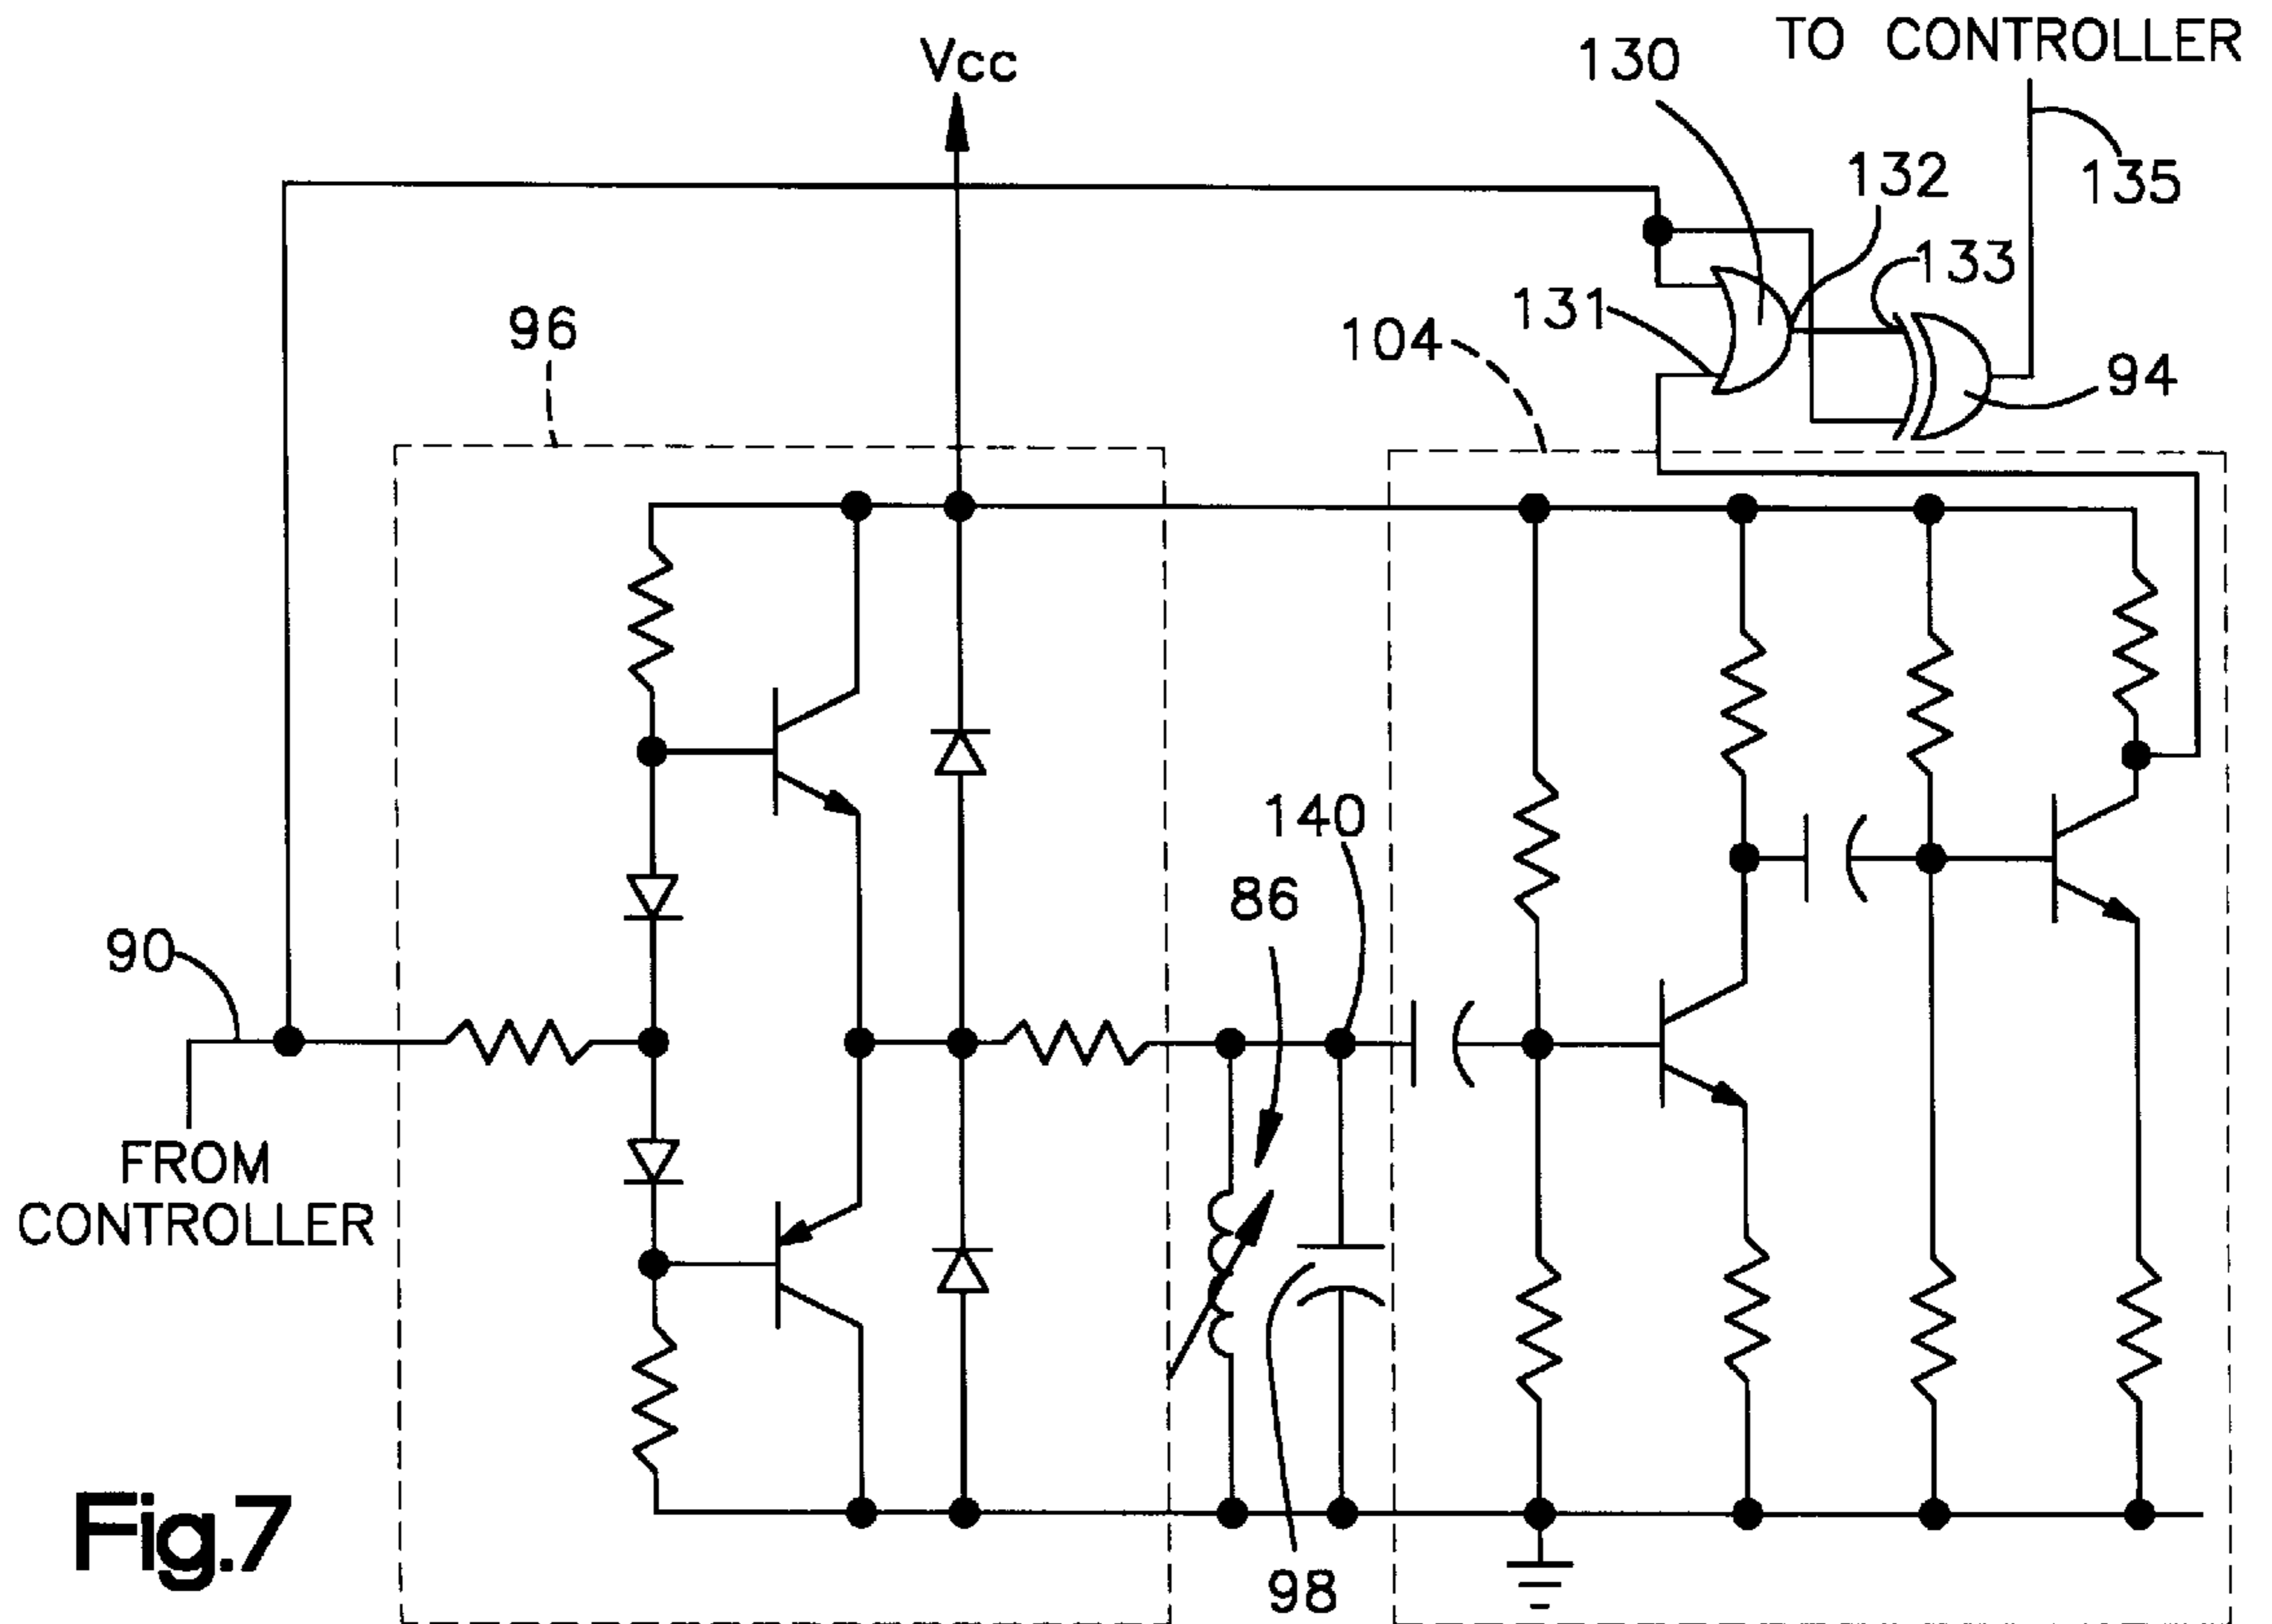 Vcc
130
TO CONTROLLER
132
135
133
131
96
104
94
140
86
90
FROM
CONTROLLER
98
Fig.7